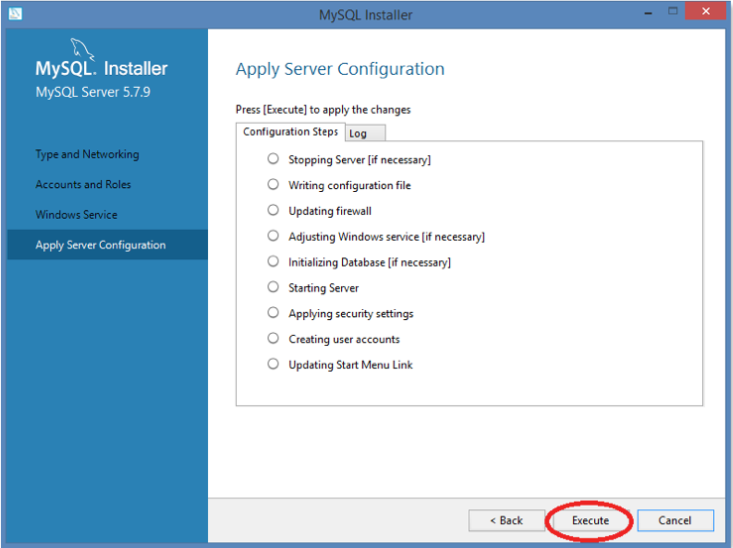 MySQL Installer
MySQL. Installer
MySQL Server 5.7.9
Type and Networking
Accounts and Roles
Windows Service
Apply Server Configuration
Apply Server Configuration
Press [Execute] to apply the changes
Configuration Steps
Log
Stopping Server [if necessary]
Writing configuration file
Updating firewall
Adjusting Windows service [if necessary]
Initializing Database [if necessary]
Starting Server
Applying security settings
Creating user accounts
Updating Start Menu Link
< Back
Execute
Cancel